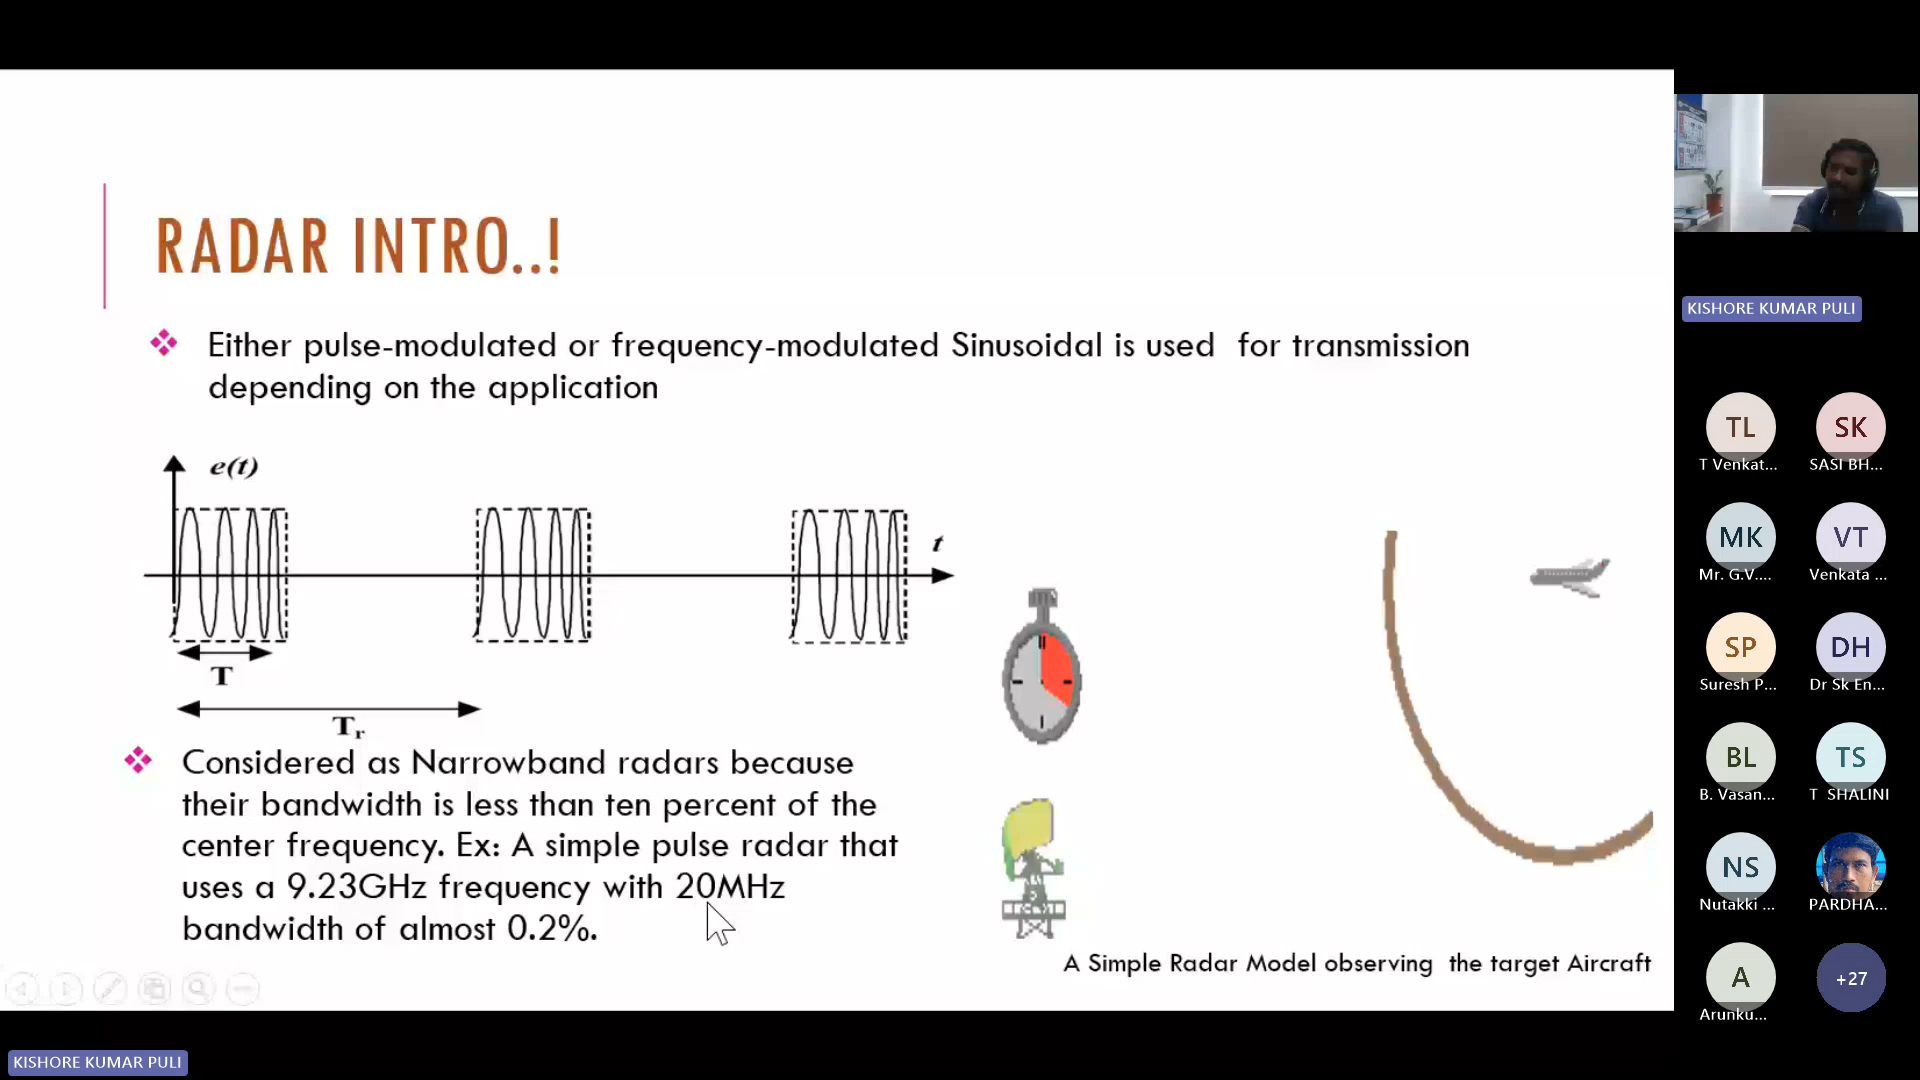 RADAR INTRO..!
Either pulse-modulated or frequency-modulated Sinusoidal is used for transmission
depending on the application
e(t)
t
T
Tr
Considered as Narrowband radars because
their bandwidth is less than ten percent of the
center frequency. Ex: A simple pulse radar that
uses a 9.23GHz frequency with 20MHz
bandwidth of almost 0.2%.
A Simple Radar Model observing the target Aircraft
KISHORE KUMAR PULI
KISHORE KUMAR PULI
TL
T Venkat...
SK
SASI BH...
MK
Mr. G.V....
VT
Venkata ...
SP
Suresh P...
DH
Dr Sk En...
BL
B. Vasan...
TS
T SHALINI
NS
Nutakki ...
PARDHA...
A
Arunku...
+27